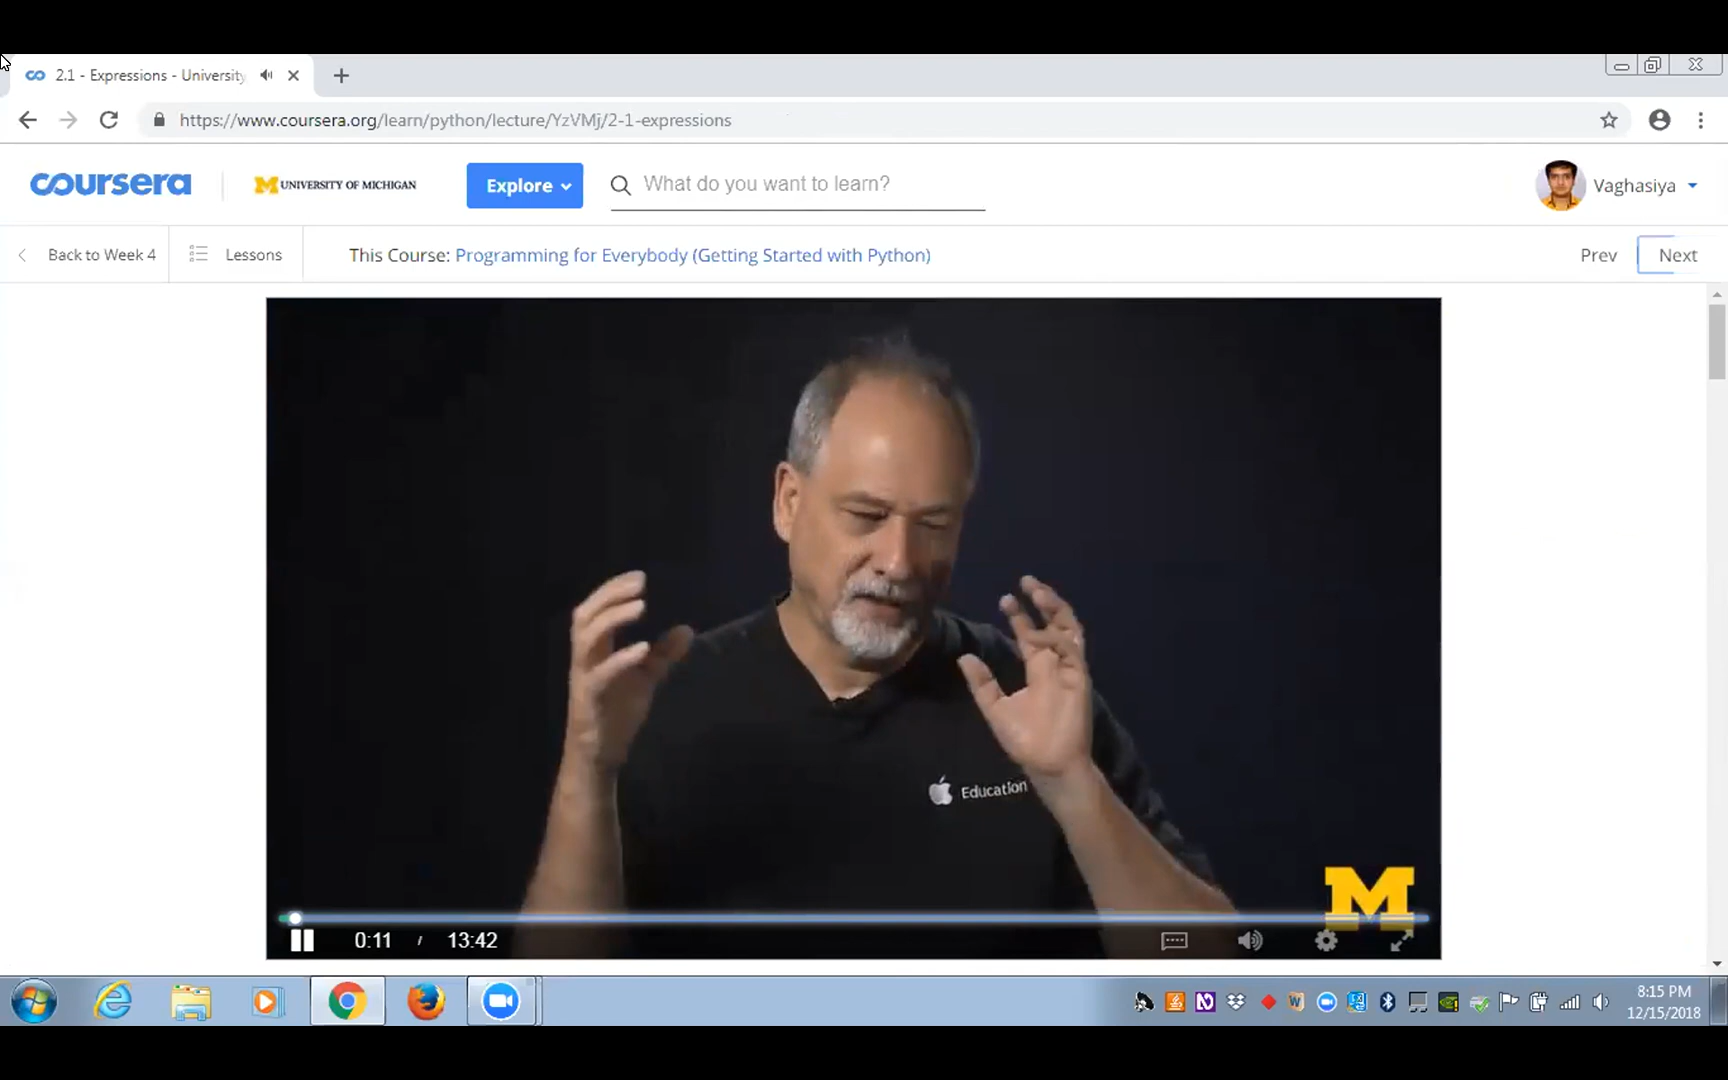 2.1 - Expressions - University
https://www.coursera.org/learn/python/lecture/YzVMj/2-1-expressions
coursera
M UNIVERSITY OF MICHIGAN
Explore
What do you want to learn?
Vaghasiya
Back to Week 4
Lessons
This Course: Programming for Everybody (Getting Started with Python)
Prev
Next
Education
M
0:11 / 13:42
8:15 PM
12/15/2018